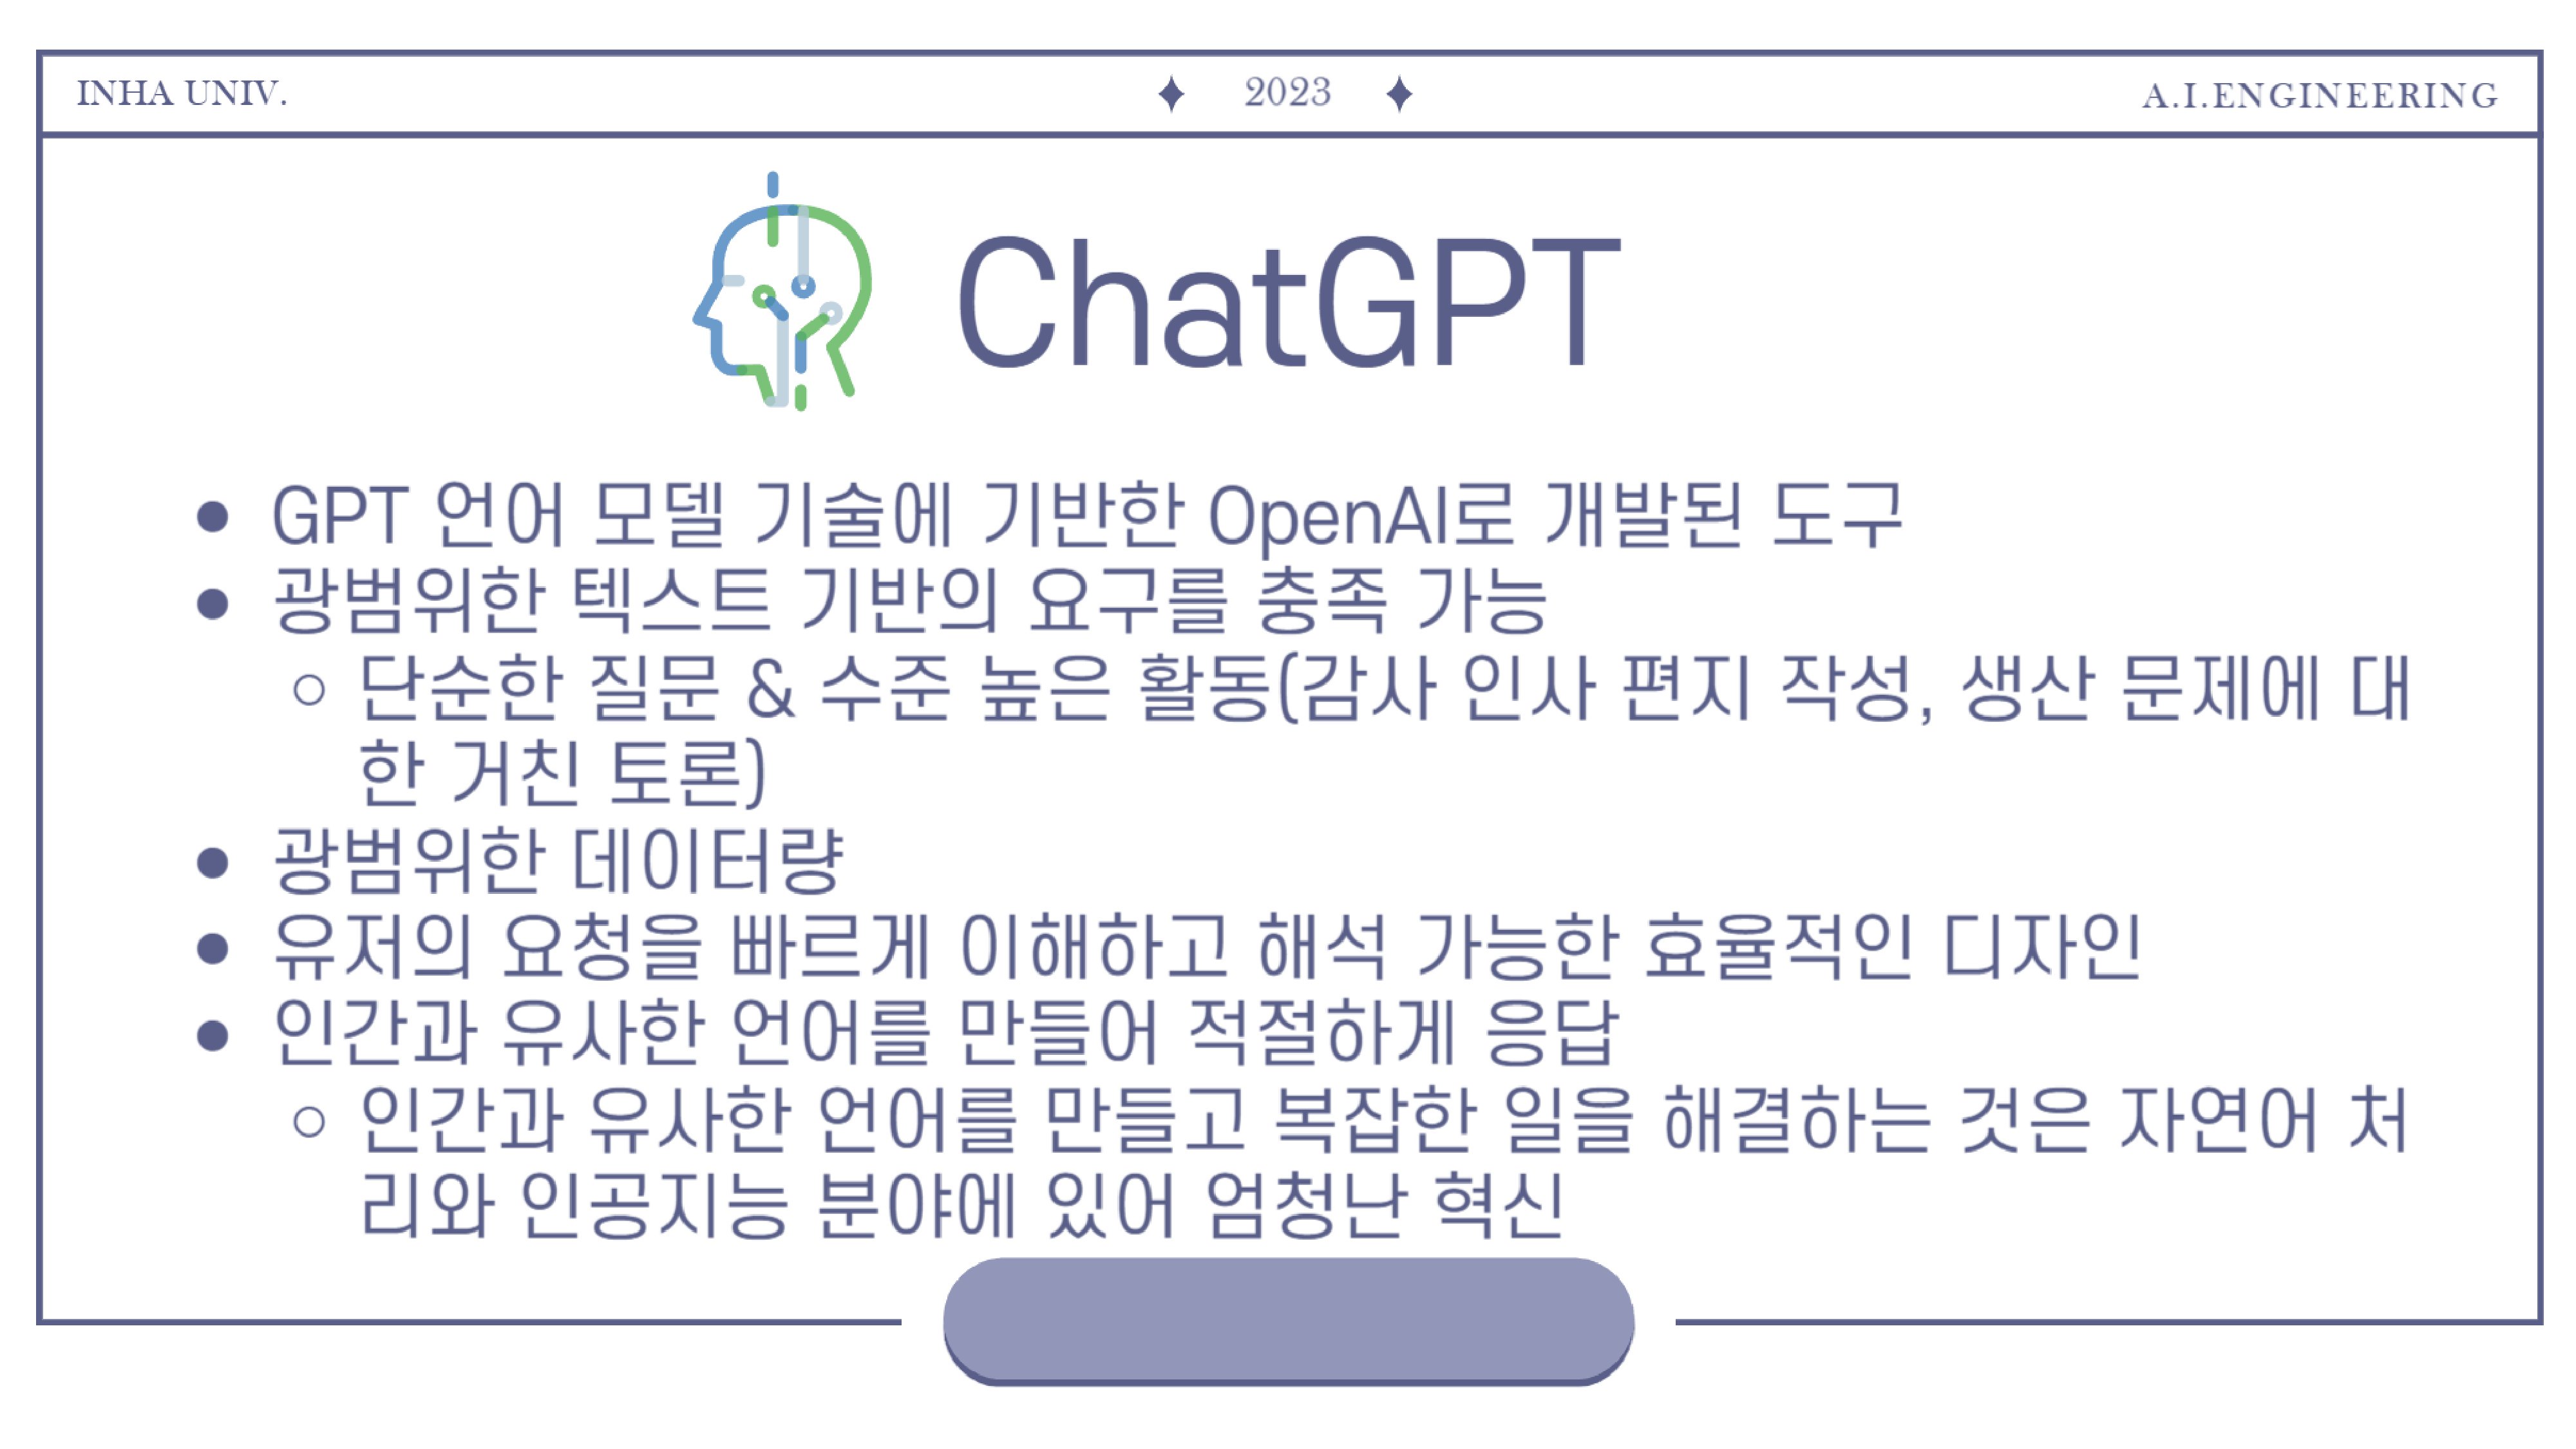 INHA UNIV.
2023
A.I.ENGINEERING
ChatGPT
● GPT 언어 모델 기술에 기반한 OpenAI로 개발된 도구
● 광범위한 텍스트 기반의 요구를 충족 가능
○ 단순한 질문 & 수준 높은 활동(감사 인사 편지 작성, 생산 문제에 대
한 거친 토론)
● 광범위한 데이터량
● 유저의 요청을 빠르게 이해하고 해석 가능한 효율적인 디자인
● 인간과 유사한 언어를 만들어 적절하게 응답
○ 인간과 유사한 언어를 만들고 복잡한 일을 해결하는 것은 자연어 처
리와 인공지능 분야에 있어 엄청난 혁신